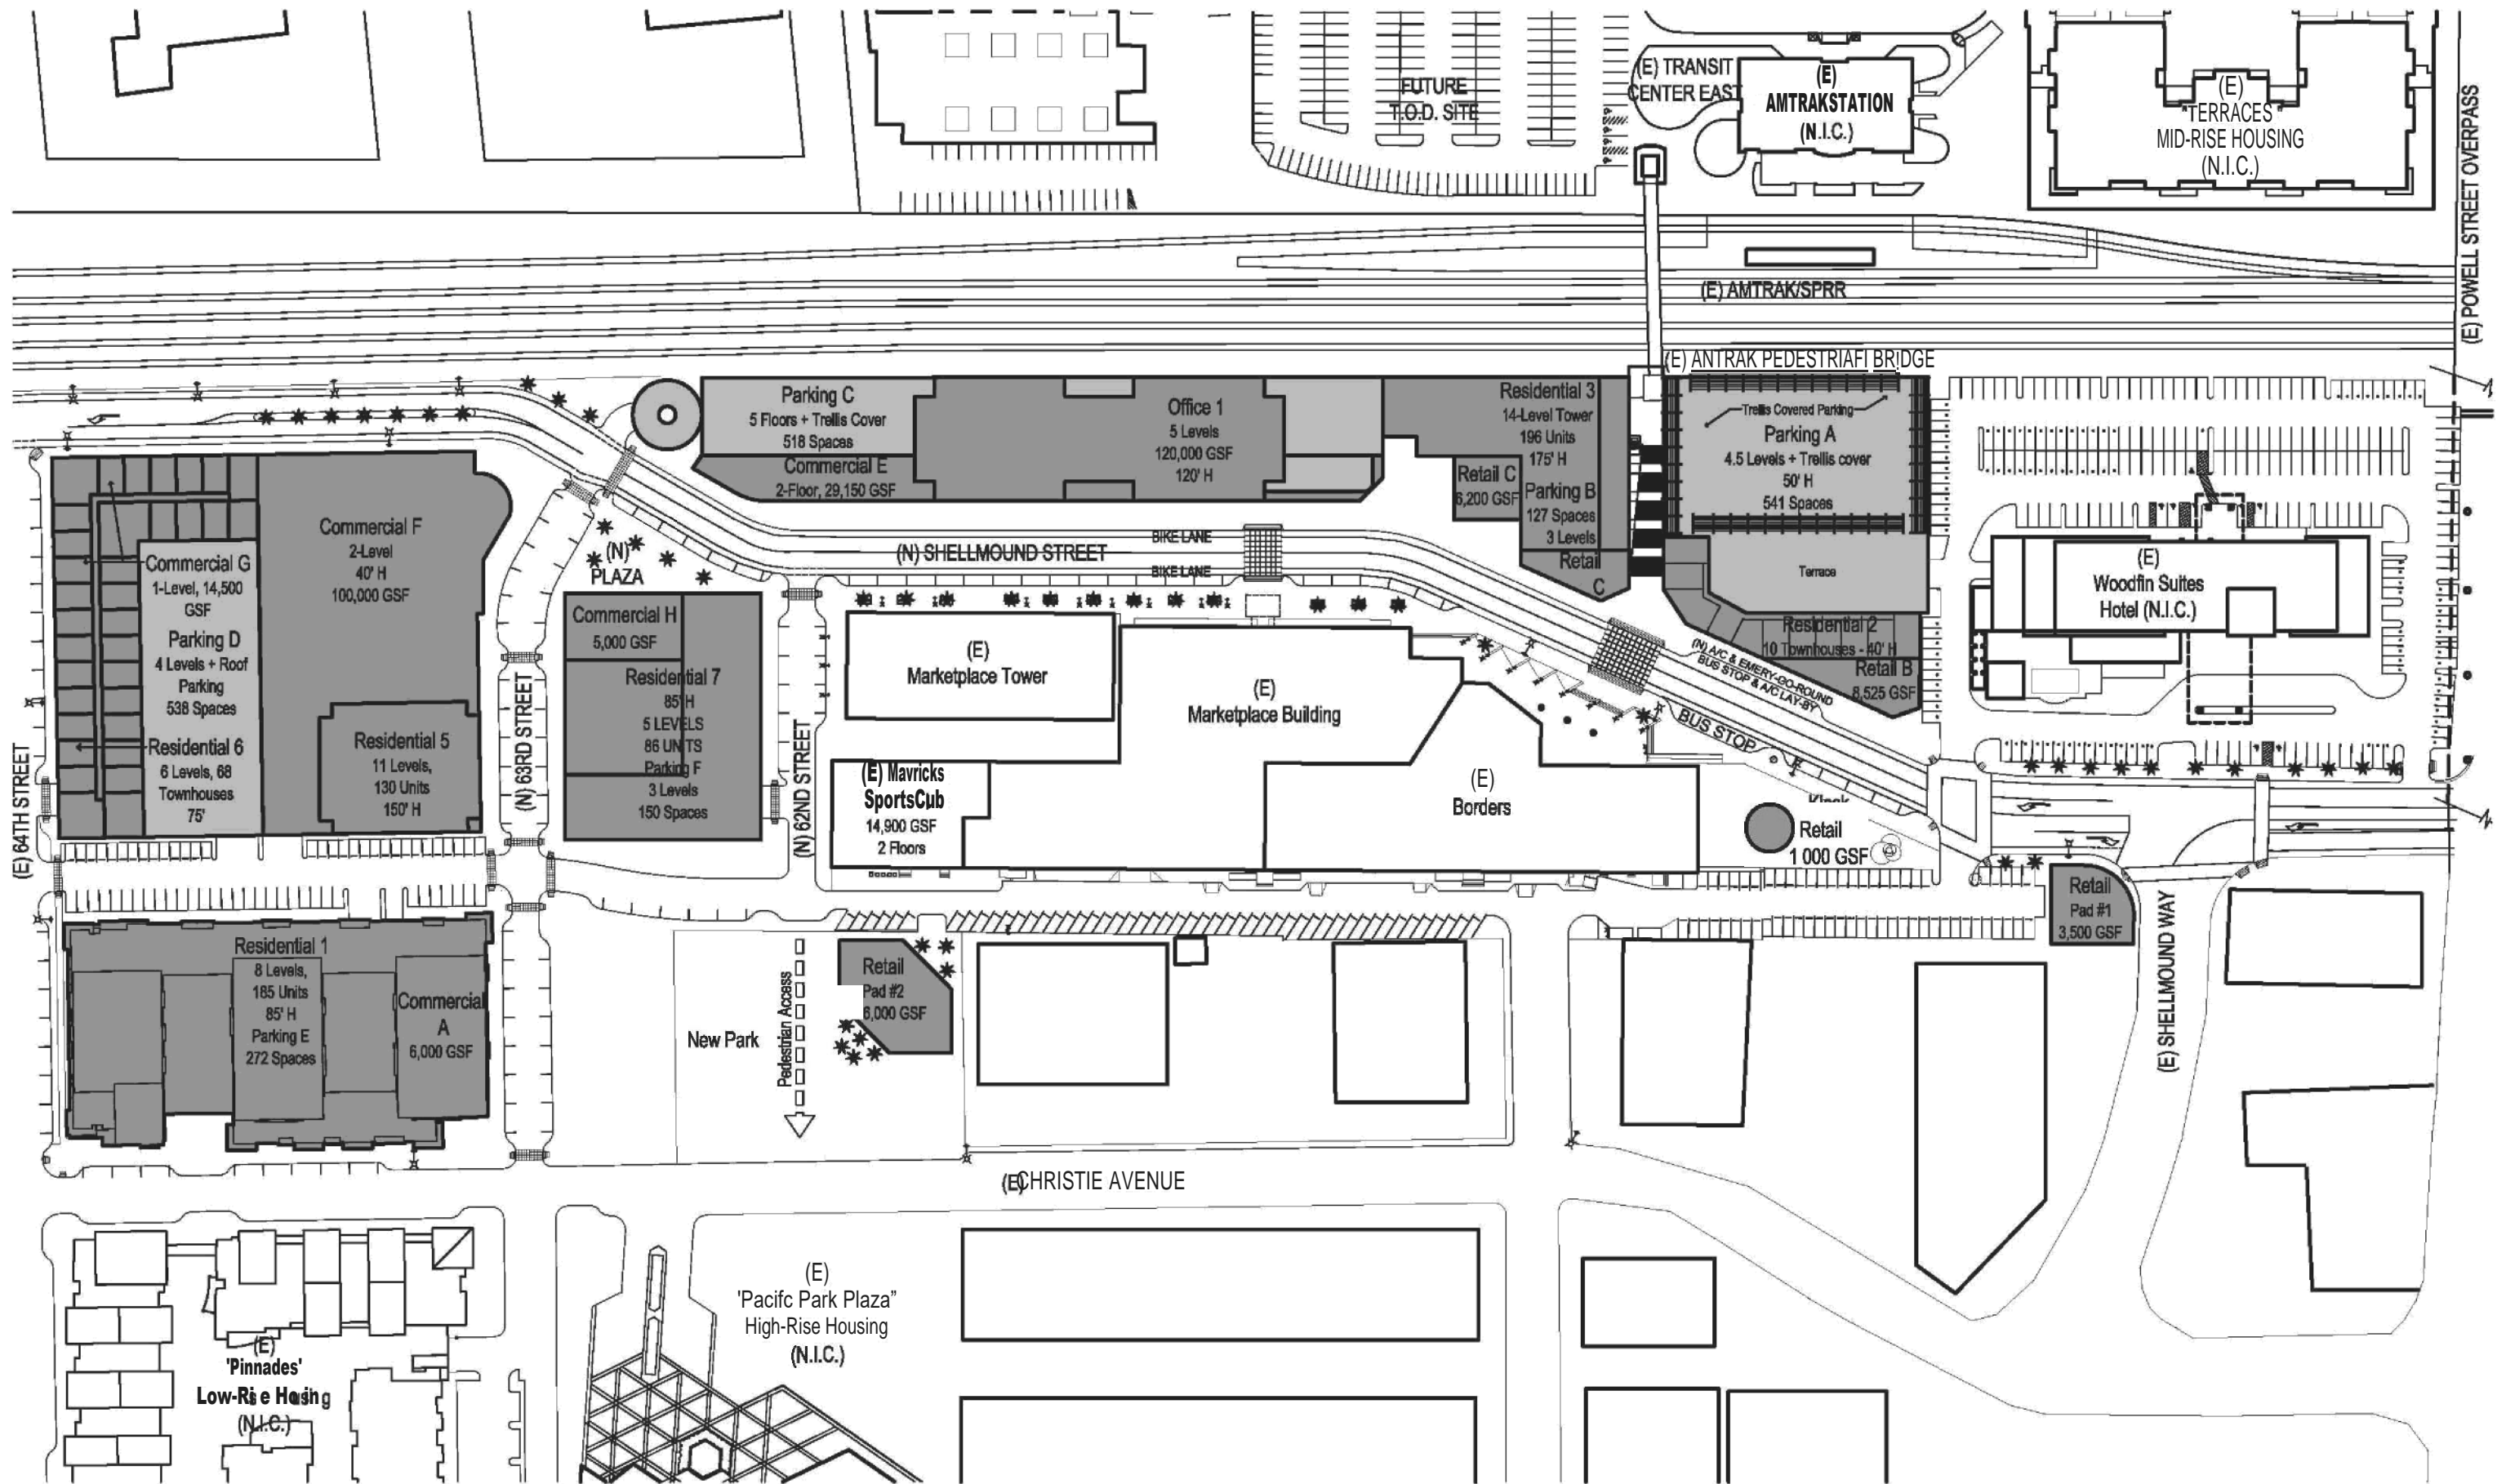 FUTURE
T.O.D. SITE
(E) TRANSIT
CENTER EAST
(E)
AMTRAKSTATION
(N.I.C.)
(E)
"TERRACES"
MID-RISE HOUSING
(N.I.C.)
(E) POWELL STREET OVERPASS
(E) AMTRAK/SPRR
(E) ANTRAK PEDESTRIAFI BR!DGE
Parking C
5 Floors + Trellis Cover
518 Spaces
Commercial E
2-Floor, 29,150 GSF
Office 1
5 Levels
120,000 GSF
120' H
Residential 3
14-Level Tower
196 Units
175' H
Retail C
6,200 GSF
Parking B
127 Spaces
3 Levels
Retail
C
Trellis Covered Parking
Parking A
4.5 Levels + Trellis cover
50' H
541 Spaces
Terrace
Residential 2
10 Townhouses - 40' H
Retail B
8,525 GSF
(E)
Woodfin Suites
Hotel (N.I.C.)
Commercial F
2-Level
40' H
100,000 GSF
Commercial G
1-Level, 14,500
GSF
Parking D
4 Levels + Roof
Parking
538 Spaces
Residential 6
6 Levels, 68
Townhouses
75'
Residential 5
11 Levels,
130 Units
150' H
(E) 64TH STREET
(N) 63RD STREET
(N)
PLAZA
Commercial H
5,000 GSF
Residential 7
85' H
5 LEVELS
86 UNITS
Parking F
3 Levels
150 Spaces
(N) 62ND STREET
BIKE LANE
(N) SHELLMOUND STREET
BIKE LANE
(E)
Marketplace Tower
(E)
Marketplace Building
(E) Mavricks
SportsCub
14,900 GSF
2 Floors
(E)
Borders
(N) A/C & EMERY-GO-ROUND
BUS STOP & A/C LAY-BY
BUS STOP
Retail
1 000 GSF
Retail
Pad #1
3,500 GSF
(E) SHELLMOUND WAY
Residential 1
8 Levels,
185 Units
85' H
Parking E
272 Spaces
Commercial
A
6,000 GSF
New Park
Pedestrian Access
Retail
Pad #2
6,000 GSF
(E)CHRISTIE AVENUE
(E)
'Pinnades'
Low-Ris e Housin g
(N.I.C.)
(E)
'Pacifc Park Plaza"
High-Rise Housing
(N.I.C.)